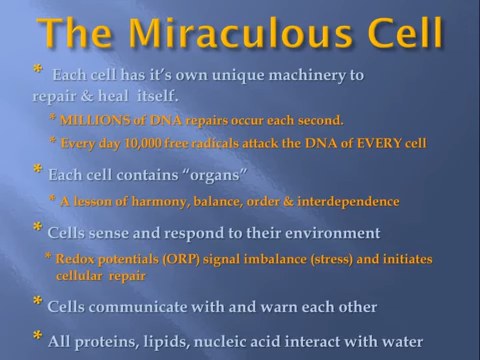 The Miraculous Cell
* Each cell has it's own unique machinery to
repair & heal itself.
* MILLIONS of DNA repairs occur each second.
* Every day 10,000 free radicals attack the DNA of EVERY cell
* Each cell contains "organs"
* A lesson of harmony, balance, order & interdependence
* Cells sense and respond to their environment
* Redox potentials (ORP) signal imbalance (stress) and initiates
cellular repair
* Cells communicate with and warn each other
* All proteins, lipids, nucleic acid interact with water